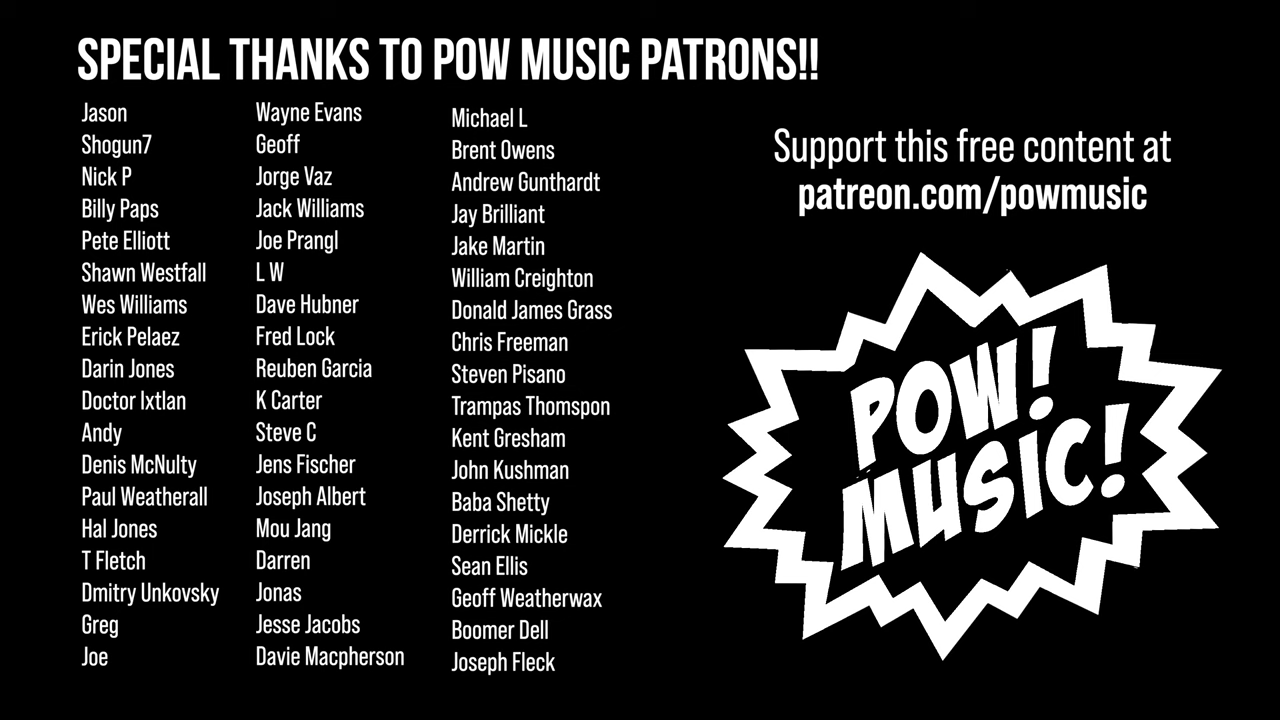 SPECIAL THANKS TO POW MUSIC PATRONS!!
Jason
Shogun7
Nick P
Billy Paps
Pete Elliott
Shawn Westfall
Wes Williams
Erick Pelaez
Darin Jones
Doctor Ixtlan
Andy
Denis McNulty
Paul Weatherall
Hal Jones
T Fletch
Dmitry Unkovsky
Greg
Joe
Wayne Evans
Geoff
Jorge Vaz
Jack Williams
Joe Prangl
L W
Dave Hubner
Fred Lock
Reuben Garcia
K Carter
Steve C
Jens Fischer
Joseph Albert
Mou Jang
Darren
Jonas
Jesse Jacobs
Davie Macpherson
Michael L
Brent Owens
Andrew Gunthardt
Jay Brilliant
Jake Martin
William Creighton
Donald James Grass
Chris Freeman
Steven Pisano
Trampas Thomspon
Kent Gresham
John Kushman
Baba Shetty
Derrick Mickle
Sean Ellis
Geoff Weatherwax
Boomer Dell
Joseph Fleck
Support this free content at
patreon.com/powmusic
POW!
MUSIC!